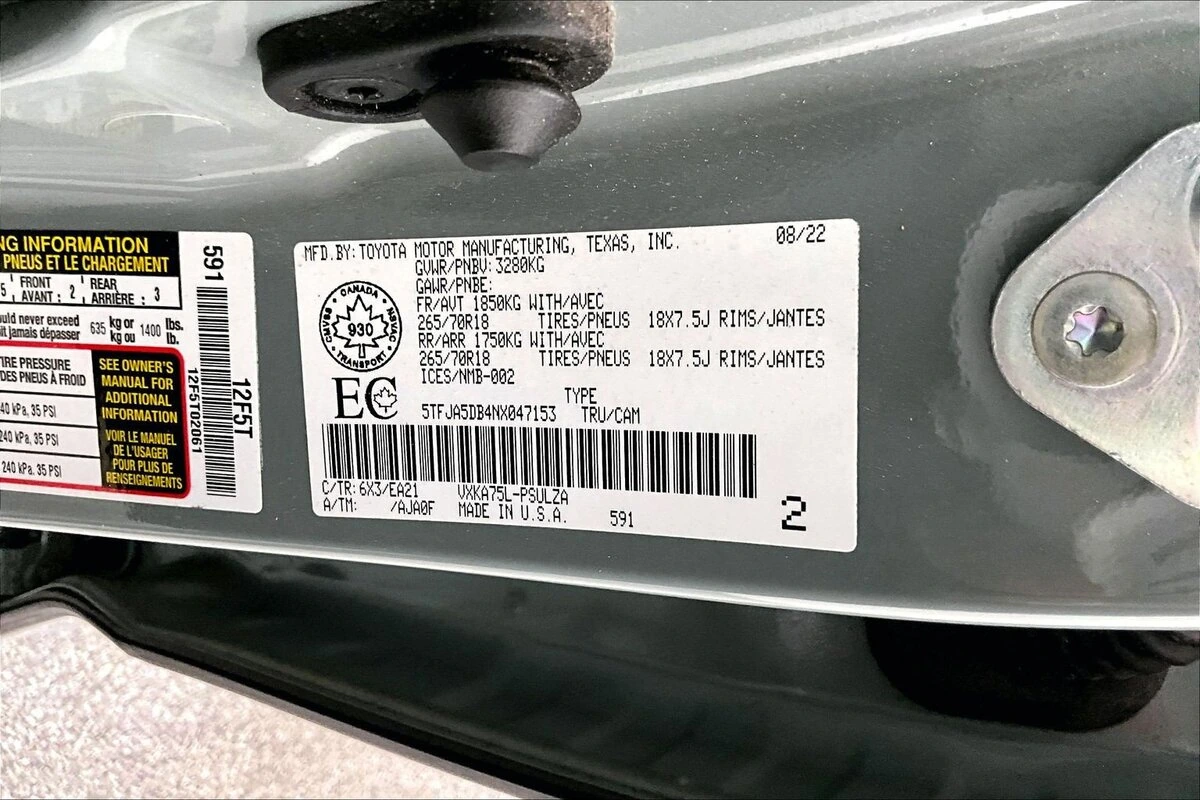 NG INFORMATION
PNEUS ET LE CHARGEMENT
5 FRONT AVANT : 2 REAR ARRIÈRE : 3
uld never exceed 635 kg or 1400 lbs.
it jamais dépasser kg ou lb.
IRE PRESSURE
DES PNEUS À FROID
40 kPa, 35 PSI
240 kPa, 35 PSI
240 kPa, 35 PSI
SEE OWNER'S
MANUAL FOR
ADDITIONAL
INFORMATION
VOIR LE MANUEL
DE L'USAGER
POUR PLUS DE
RENSEIGNEMENTS
591
12F5T02061
12F5T
MFD. BY: TOYOTA MOTOR MANUFACTURING, TEXAS, INC. 08/22
GVWR/PNBV: 3280KG
GAWR/PNBE:
FR/AVT 1850KG WITH/AVEC
265/70R18 TIRES/PNEUS 18X7.5J RIMS/JANTES
RR/ARR 1750KG WITH/AVEC
265/70R18 TIRES/PNEUS 18X7.5J RIMS/JANTES
ICES/NMB-002
CANADA
930
TRANSPORT
CMVSS
NSVAC
EC
TYPE
5TFJA5DB4NX047153 TRU/CAM
C/TR: 6X3/EA21 VXKA75L-PSULZA
A/TM: /AJA0F MADE IN U.S.A. 591
2